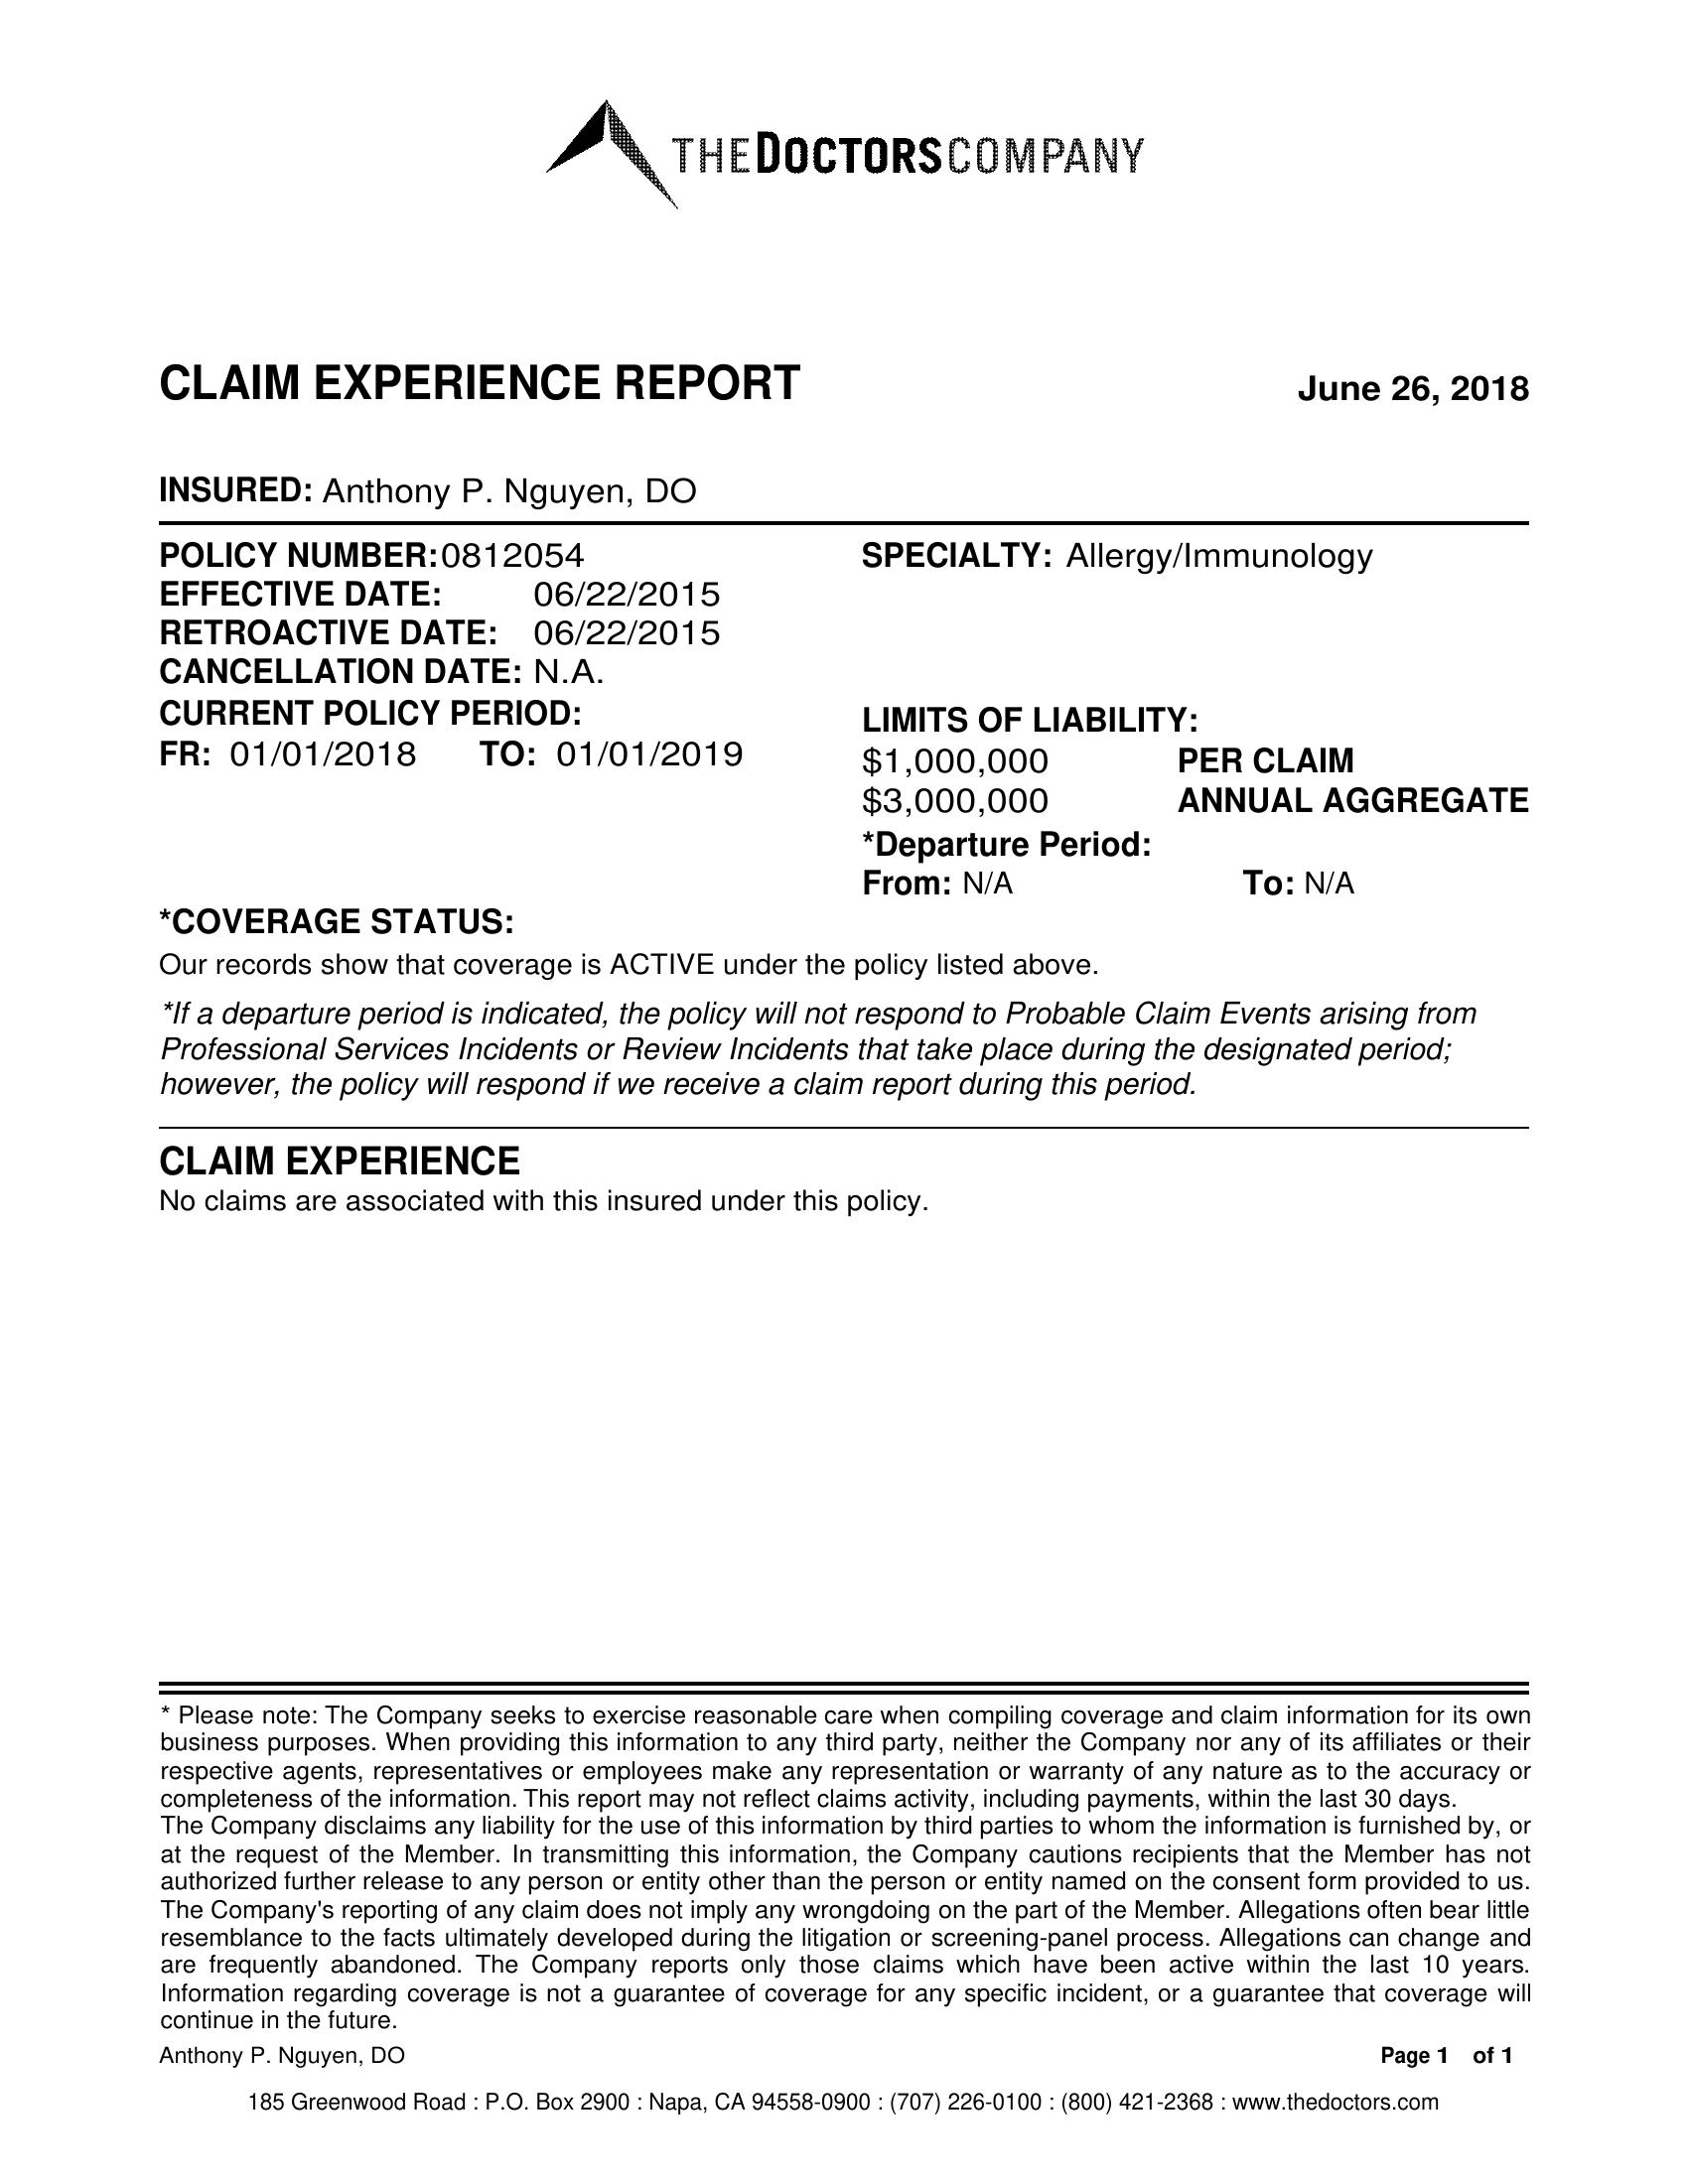 THEDOCTORSCOMPANY
CLAIM EXPERIENCE REPORT June 26, 2018
INSURED: Anthony P. Nguyen, DO
POLICY NUMBER:0812054 SPECIALTY: Allergy/Immunology
EFFECTIVE DATE: 06/22/2015
RETROACTIVE DATE: 06/22/2015
CANCELLATION DATE: N.A.
CURRENT POLICY PERIOD:
FR: 01/01/2018 TO: 01/01/2019
LIMITS OF LIABILITY:
$1,000,000 PER CLAIM
$3,000,000 ANNUAL AGGREGATE
*Departure Period:
From: N/A To: N/A
*COVERAGE STATUS:
Our records show that coverage is ACTIVE under the policy listed above.
*If a departure period is indicated, the policy will not respond to Probable Claim Events arising from
Professional Services Incidents or Review Incidents that take place during the designated period;
however, the policy will respond if we receive a claim report during this period.
CLAIM EXPERIENCE
No claims are associated with this insured under this policy.
* Please note: The Company seeks to exercise reasonable care when compiling coverage and claim information for its own
business purposes. When providing this information to any third party, neither the Company nor any of its affiliates or their
respective agents, representatives or employees make any representation or warranty of any nature as to the accuracy or
completeness of the information. This report may not reflect claims activity, including payments, within the last 30 days.
The Company disclaims any liability for the use of this information by third parties to whom the information is furnished by, or
at the request of the Member. In transmitting this information, the Company cautions recipients that the Member has not
authorized further release to any person or entity other than the person or entity named on the consent form provided to us.
The Company's reporting of any claim does not imply any wrongdoing on the part of the Member. Allegations often bear little
resemblance to the facts ultimately developed during the litigation or screening-panel process. Allegations can change and
are frequently abandoned. The Company reports only those claims which have been active within the last 10 years.
Information regarding coverage is not a guarantee of coverage for any specific incident, or a guarantee that coverage will
continue in the future.
Anthony P. Nguyen, DO Page 1 of 1
185 Greenwood Road : P.O. Box 2900 : Napa, CA 94558-0900 : (707) 226-0100 : (800) 421-2368 : www.thedoctors.com